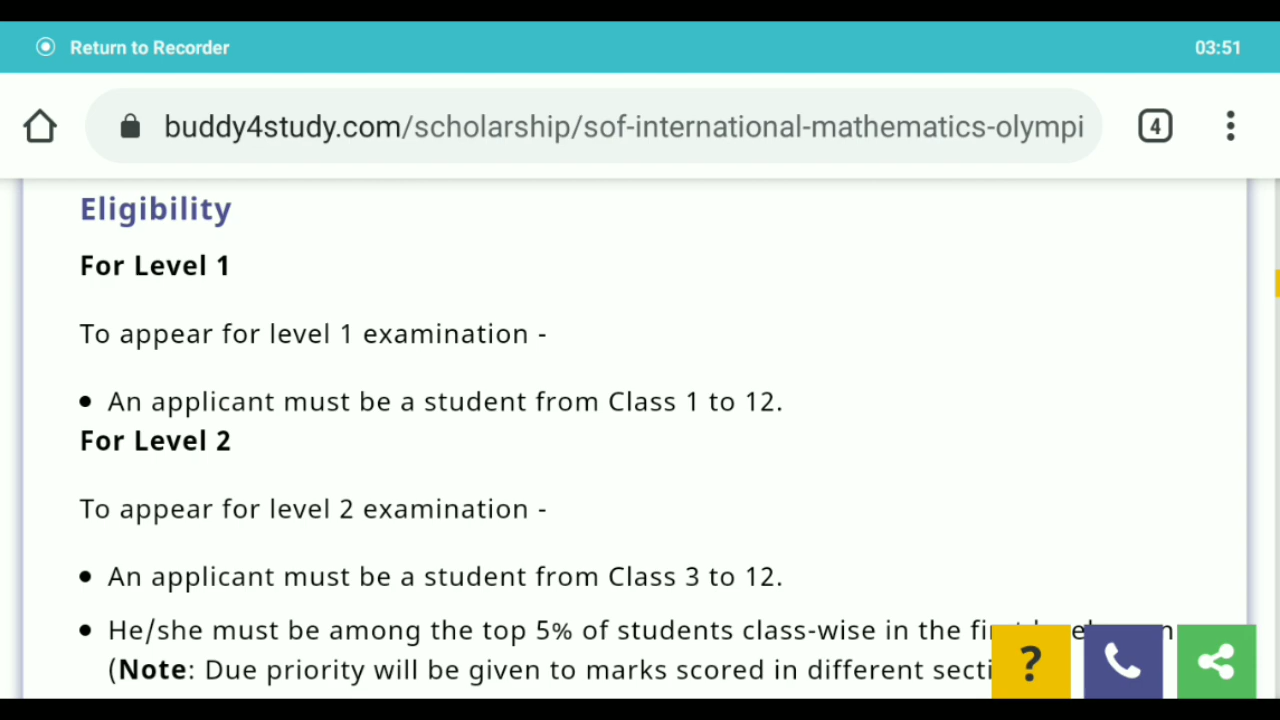 Return to Recorder 03:51
buddy4study.com/scholarship/sof-international-mathematics-olympi 4
Eligibility
For Level 1
To appear for level 1 examination -
• An applicant must be a student from Class 1 to 12.
For Level 2
To appear for level 2 examination -
• An applicant must be a student from Class 3 to 12.
• He/she must be among the top 5% of students class-wise in the
(Note: Due priority will be given to marks scored in different secti
?